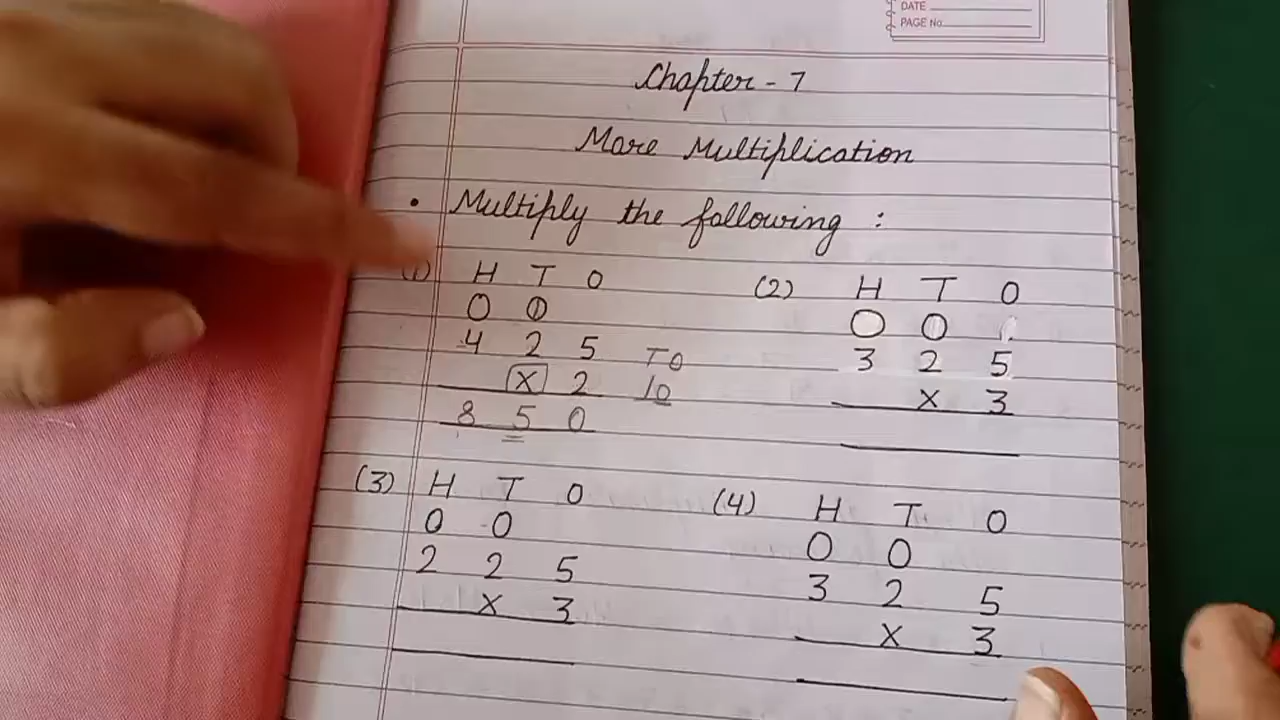 DATE
PAGE No.
Chapter - 7
More Multiplication
• Multiply the following :
(1) H T O
0 1
4 2 5 TO
x 2 10
8 5 0
(2) H T O
0 0
3 2 5
x 3
(3) H T O
0 0
2 2 5
x 3
(4) H T O
0 0
3 2 5
x 3